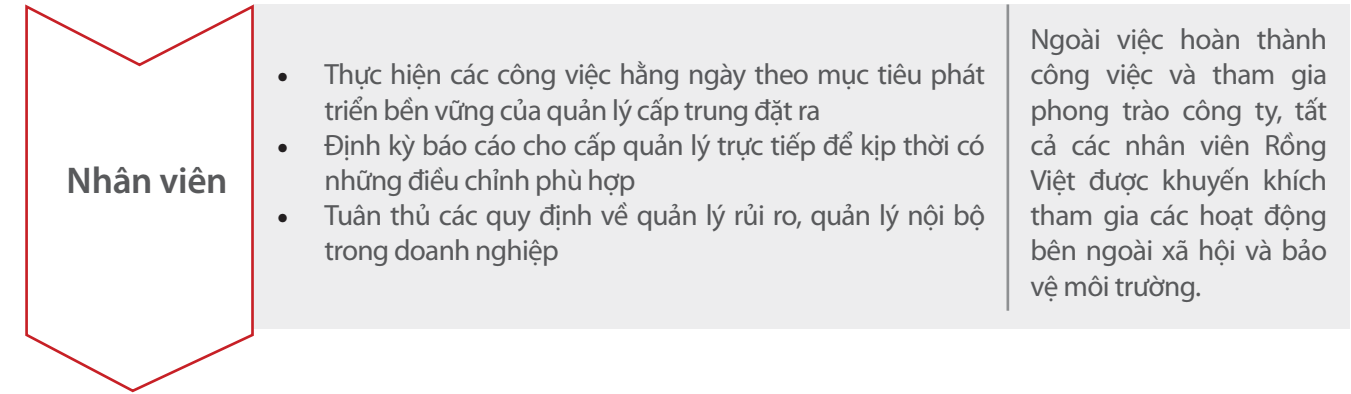 Nhân viên
• Thực hiện các công việc hằng ngày theo mục tiêu phát
triển bền vững của quản lý cấp trung đặt ra
• Định kỳ báo cáo cho cấp quản lý trực tiếp để kịp thời có
những điều chỉnh phù hợp
• Tuân thủ các quy định về quản lý rủi ro, quản lý nội bộ
trong doanh nghiệp
Ngoài việc hoàn thành
công việc và tham gia
phong trào công ty, tất
cả các nhân viên Rồng
Việt được khuyến khích
tham gia các hoạt động
bên ngoài xã hội và bảo
vệ môi trường.